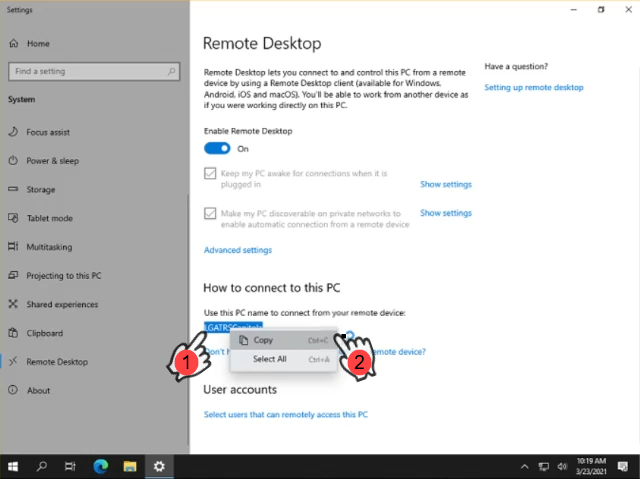 Settings
Home
Find a setting
System
Focus assist
Power & sleep
Storage
Tablet mode
Multitasking
Projecting to this PC
Shared experiences
Clipboard
Remote Desktop
About
Remote Desktop
Remote Desktop lets you connect to and control this PC from a remote
device by using a Remote Desktop client (available for Windows,
Android, iOS and macOS). You'll be able to work from another device as
if you were working directly on this PC.
Enable Remote Desktop
On
Keep my PC awake for connections when it is
plugged in
Show settings
Make my PC discoverable on private networks to
enable automatic connection from a remote device
Show settings
Advanced settings
How to connect to this PC
Use this PC name to connect from your remote device:
Copy Ctrl+C
Select All Ctrl+A
1
2
remote device?
User accounts
Select users that can remotely access this PC
Have a question?
Setting up remote desktop
10:19 AM
3/23/2021